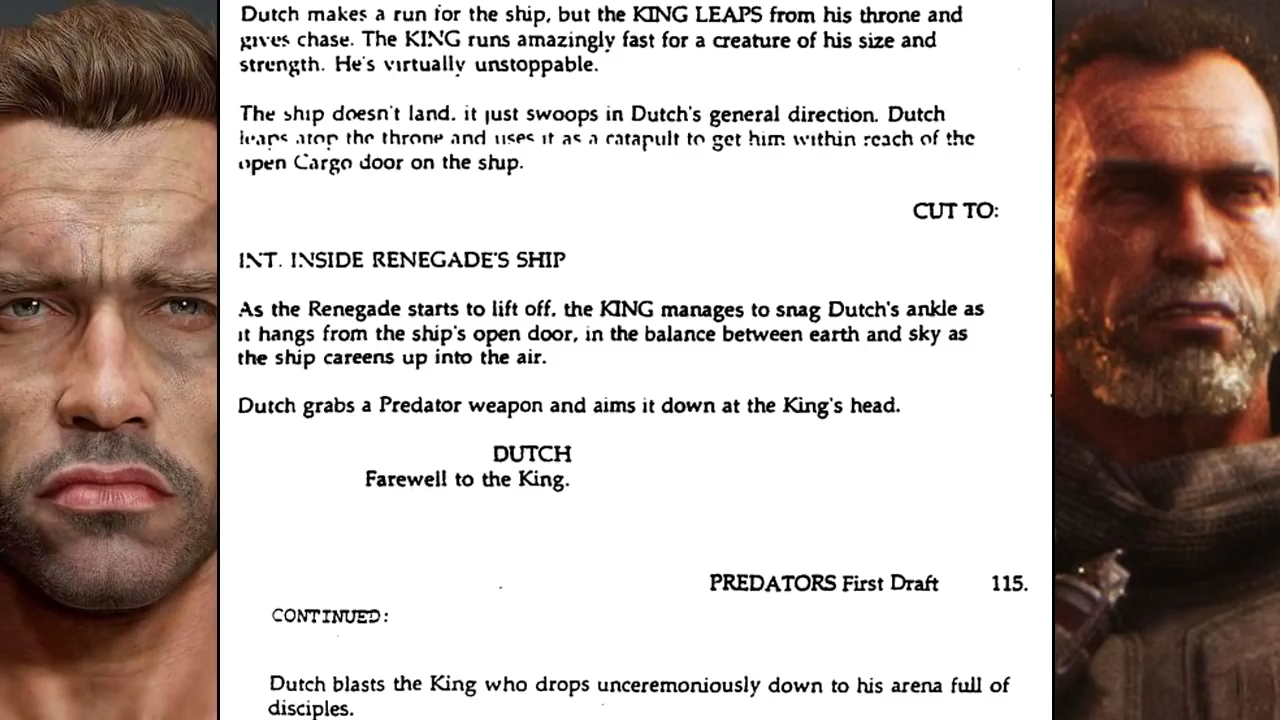 Dutch makes a run for the ship, but the KING LEAPS from his throne and
gives chase. The KING runs amazingly fast for a creature of his size and
strength. He's virtually unstoppable.
The ship doesn't land, it just swoops in Dutch's general direction. Dutch
leaps atop the throne and uses it as a catapult to get him within reach of the
open Cargo door on the ship.
CUT TO:
INT. INSIDE RENEGADE'S SHIP
As the Renegade starts to lift off, the KING manages to snag Dutch's ankle as
it hangs from the ship's open door, in the balance between earth and sky as
the ship careens up into the air.
Dutch grabs a Predator weapon and aims it down at the King's head.
DUTCH
Farewell to the King.
PREDATORS First Draft 115.
CONTINUED:
Dutch blasts the King who drops unceremoniously down to his arena full of
disciples.